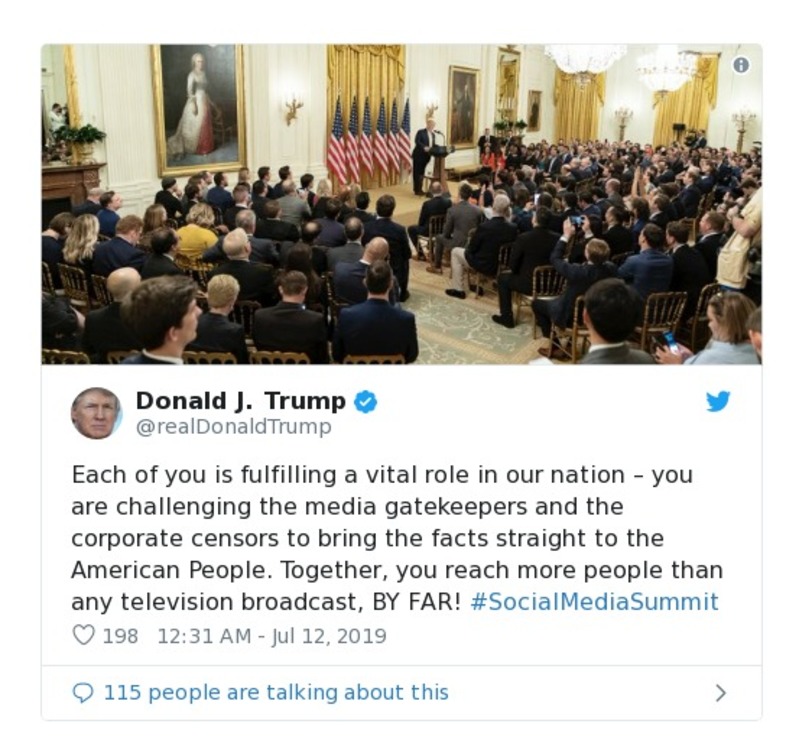 Donald J. Trump
@realDonaldTrump
Each of you is fulfilling a vital role in our nation – you
are challenging the media gatekeepers and the
corporate censors to bring the facts straight to the
American People. Together, you reach more people than
any television broadcast, BY FAR! #SocialMediaSummit
198 12:31 AM - Jul 12, 2019
115 people are talking about this